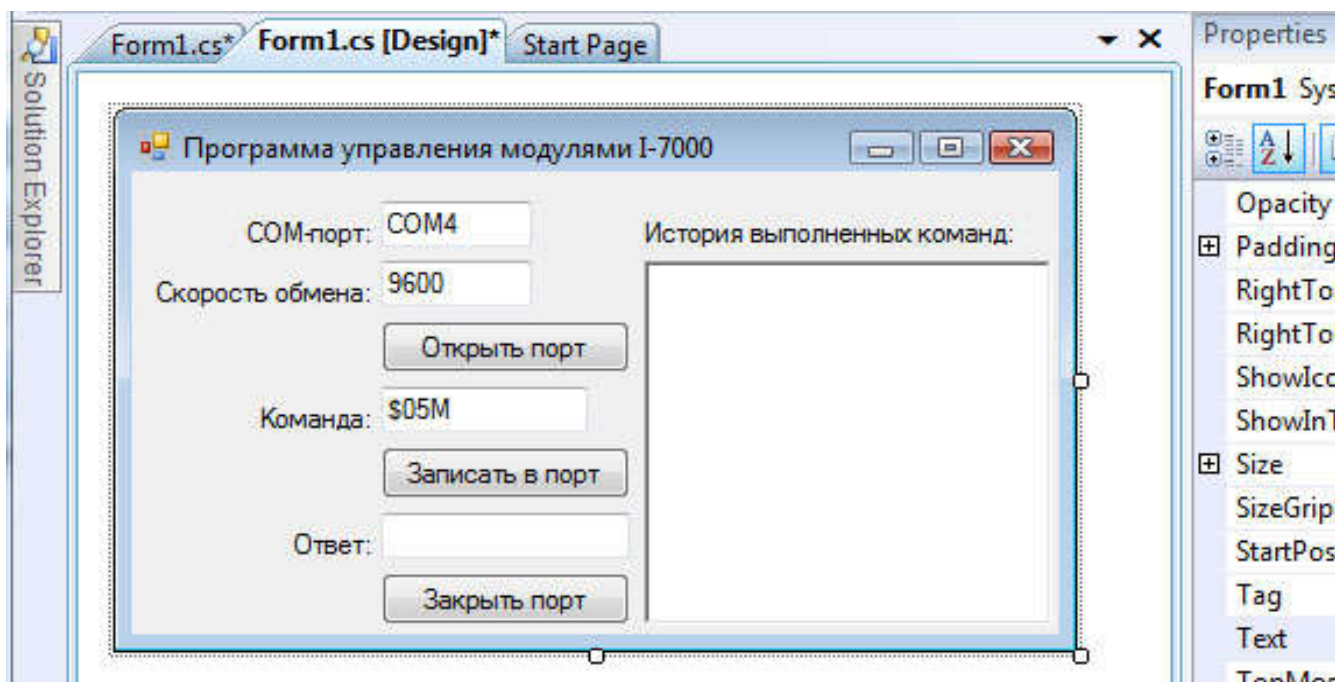 Form1.cs* Form1.cs [Design]* Start Page
Solution Explorer
Программа управления модулями I-7000
COM-порт: COM4
Скорость обмена: 9600
Открыть порт
Команда: $05M
Записать в порт
Ответ:
Закрыть порт
История выполненных команд:
Properties
Form1 Sys
Opacity
Padding
RightTo
RightTo
ShowIco
ShowInT
Size
SizeGrip
StartPos
Tag
Text
TopMos